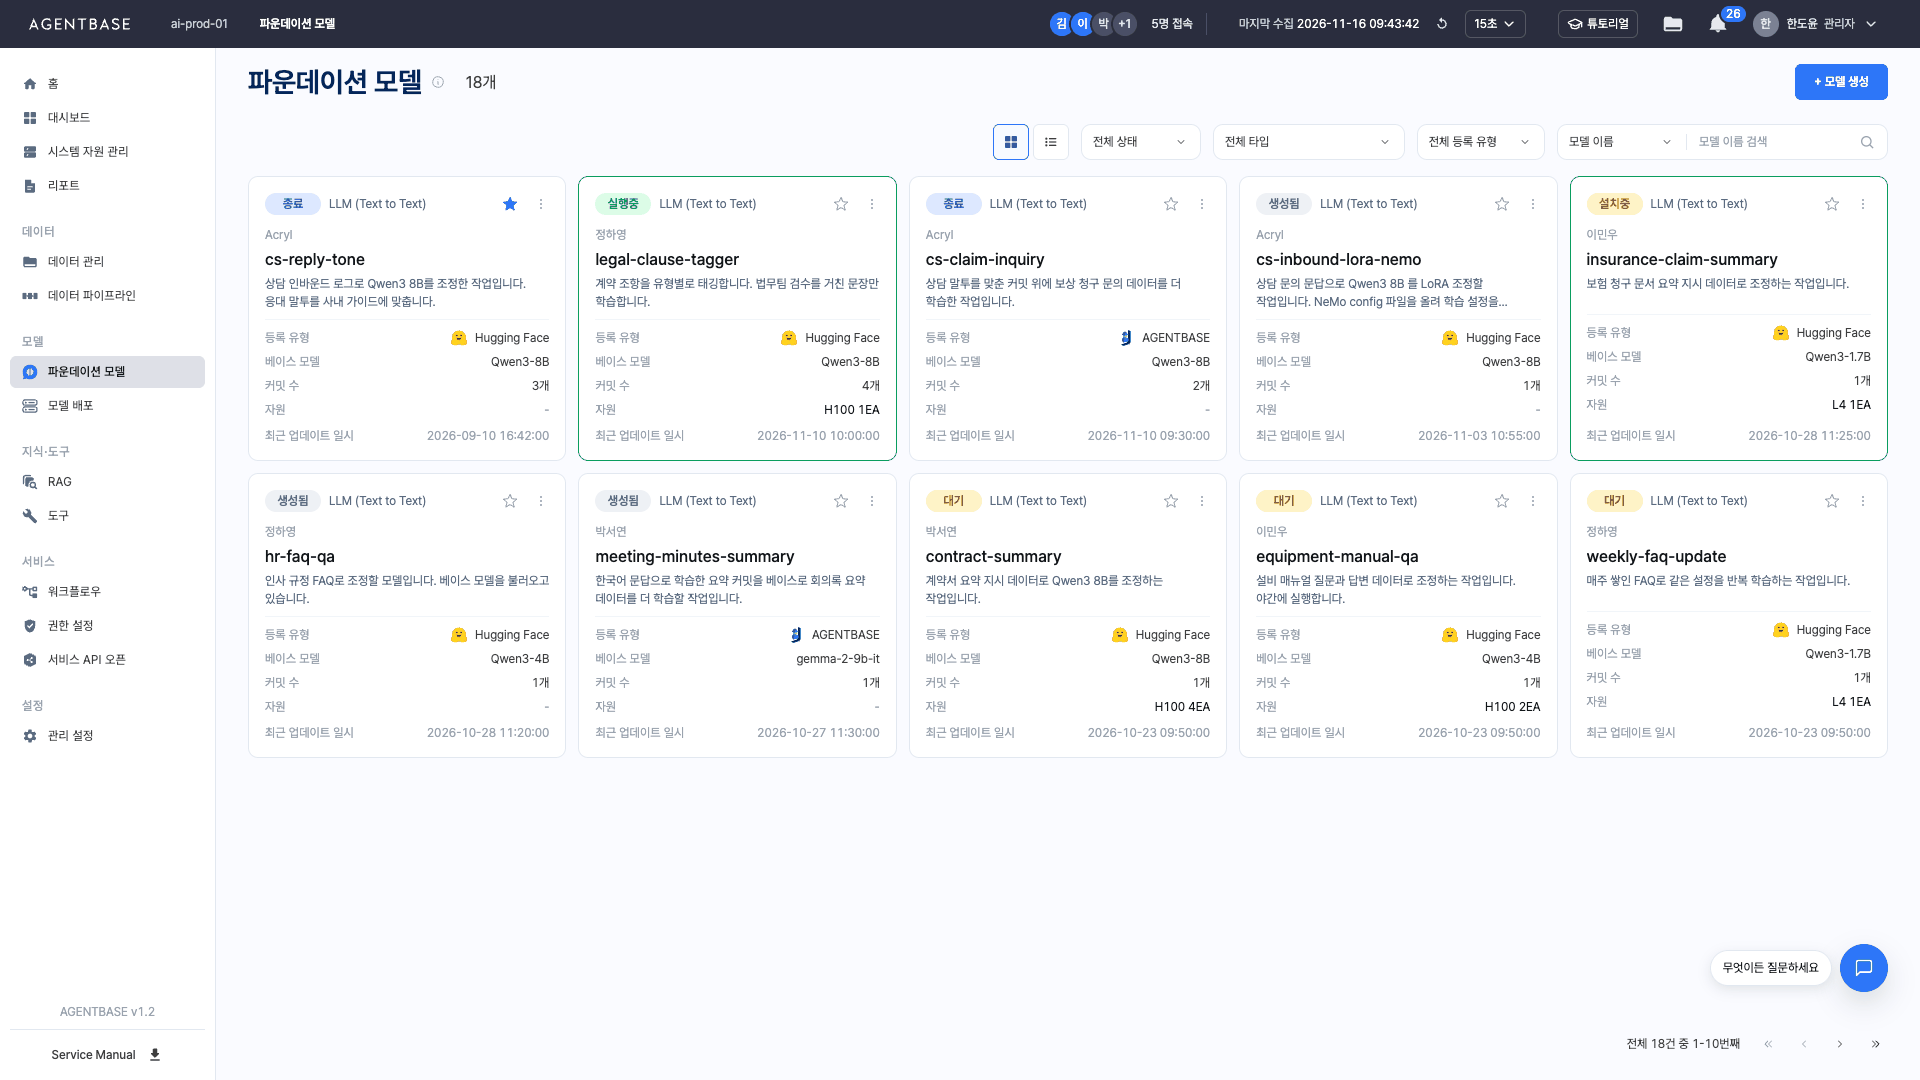 AGENTBASE
ai-prod-01
파운데이션 모델
김 이 박 +1 5명 접속
마지막 수집 2026-11-16 09:43:42
15초
튜토리얼
26
한 한도윤 관리자
홈
대시보드
시스템 자원 관리
리포트
데이터
데이터 관리
데이터 파이프라인
모델
파운데이션 모델
모델 배포
지식·도구
RAG
도구
서비스
워크플로우
권한 설정
서비스 API 오픈
설정
관리 설정
AGENTBASE v1.2
Service Manual
파운데이션 모델 18개
+ 모델 생성
전체 상태
전체 타입
전체 등록 유형
모델 이름
모델 이름 검색
종료 LLM (Text to Text)
Acryl
cs-reply-tone
상담 인바운드 로그로 Qwen3 8B를 조정한 작업입니다.
응대 말투를 사내 가이드에 맞춥니다.
등록 유형 Hugging Face
베이스 모델 Qwen3-8B
커밋 수 3개
자원 -
최근 업데이트 일시 2026-09-10 16:42:00
실행중 LLM (Text to Text)
정하영
legal-clause-tagger
계약 조항을 유형별로 태깅합니다. 법무팀 검수를 거친 문장만
학습합니다.
등록 유형 Hugging Face
베이스 모델 Qwen3-8B
커밋 수 4개
자원 H100 1EA
최근 업데이트 일시 2026-11-10 10:00:00
종료 LLM (Text to Text)
Acryl
cs-claim-inquiry
상담 말투를 맞춘 커밋 위에 보상 청구 문의 데이터를 더
학습한 작업입니다.
등록 유형 AGENTBASE
베이스 모델 Qwen3-8B
커밋 수 2개
자원 -
최근 업데이트 일시 2026-11-10 09:30:00
생성됨 LLM (Text to Text)
Acryl
cs-inbound-lora-nemo
상담 문의 문답으로 Qwen3 8B 를 LoRA 조정할
작업입니다. NeMo config 파일을 올려 학습 설정을...
등록 유형 Hugging Face
베이스 모델 Qwen3-8B
커밋 수 1개
자원 -
최근 업데이트 일시 2026-11-03 10:55:00
설치중 LLM (Text to Text)
이민우
insurance-claim-summary
보험 청구 문서 요약 지시 데이터로 조정하는 작업입니다.
등록 유형 Hugging Face
베이스 모델 Qwen3-1.7B
커밋 수 1개
자원 L4 1EA
최근 업데이트 일시 2026-10-28 11:25:00
생성됨 LLM (Text to Text)
정하영
hr-faq-qa
인사 규정 FAQ로 조정할 모델입니다. 베이스 모델을 불러오고
있습니다.
등록 유형 Hugging Face
베이스 모델 Qwen3-4B
커밋 수 1개
자원 -
최근 업데이트 일시 2026-10-28 11:20:00
생성됨 LLM (Text to Text)
박서연
meeting-minutes-summary
한국어 문답으로 학습한 요약 커밋을 베이스로 회의록 요약
데이터를 더 학습할 작업입니다.
등록 유형 AGENTBASE
베이스 모델 gemma-2-9b-it
커밋 수 1개
자원 -
최근 업데이트 일시 2026-10-27 11:30:00
대기 LLM (Text to Text)
박서연
contract-summary
계약서 요약 지시 데이터로 Qwen3 8B를 조정하는
작업입니다.
등록 유형 Hugging Face
베이스 모델 Qwen3-8B
커밋 수 1개
자원 H100 4EA
최근 업데이트 일시 2026-10-23 09:50:00
대기 LLM (Text to Text)
이민우
equipment-manual-qa
설비 매뉴얼 질문과 답변 데이터로 조정하는 작업입니다.
야간에 실행합니다.
등록 유형 Hugging Face
베이스 모델 Qwen3-4B
커밋 수 1개
자원 H100 2EA
최근 업데이트 일시 2026-10-23 09:50:00
대기 LLM (Text to Text)
정하영
weekly-faq-update
매주 쌓인 FAQ로 같은 설정을 반복 학습하는 작업입니다.
등록 유형 Hugging Face
베이스 모델 Qwen3-1.7B
커밋 수 1개
자원 L4 1EA
최근 업데이트 일시 2026-10-23 09:50:00
무엇이든 질문하세요
전체 18건 중 1-10번째